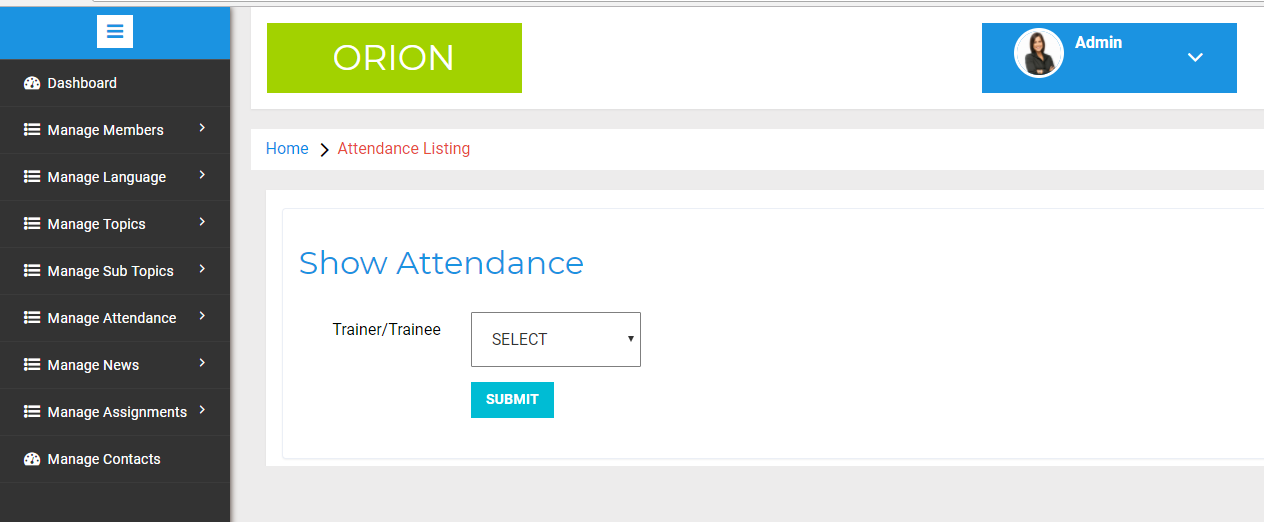 ORION
Admin
Dashboard
Manage Members
Manage Language
Manage Topics
Manage Sub Topics
Manage Attendance
Manage News
Manage Assignments
Manage Contacts
Home Attendance Listing
Show Attendance
Trainer/Trainee SELECT
SUBMIT